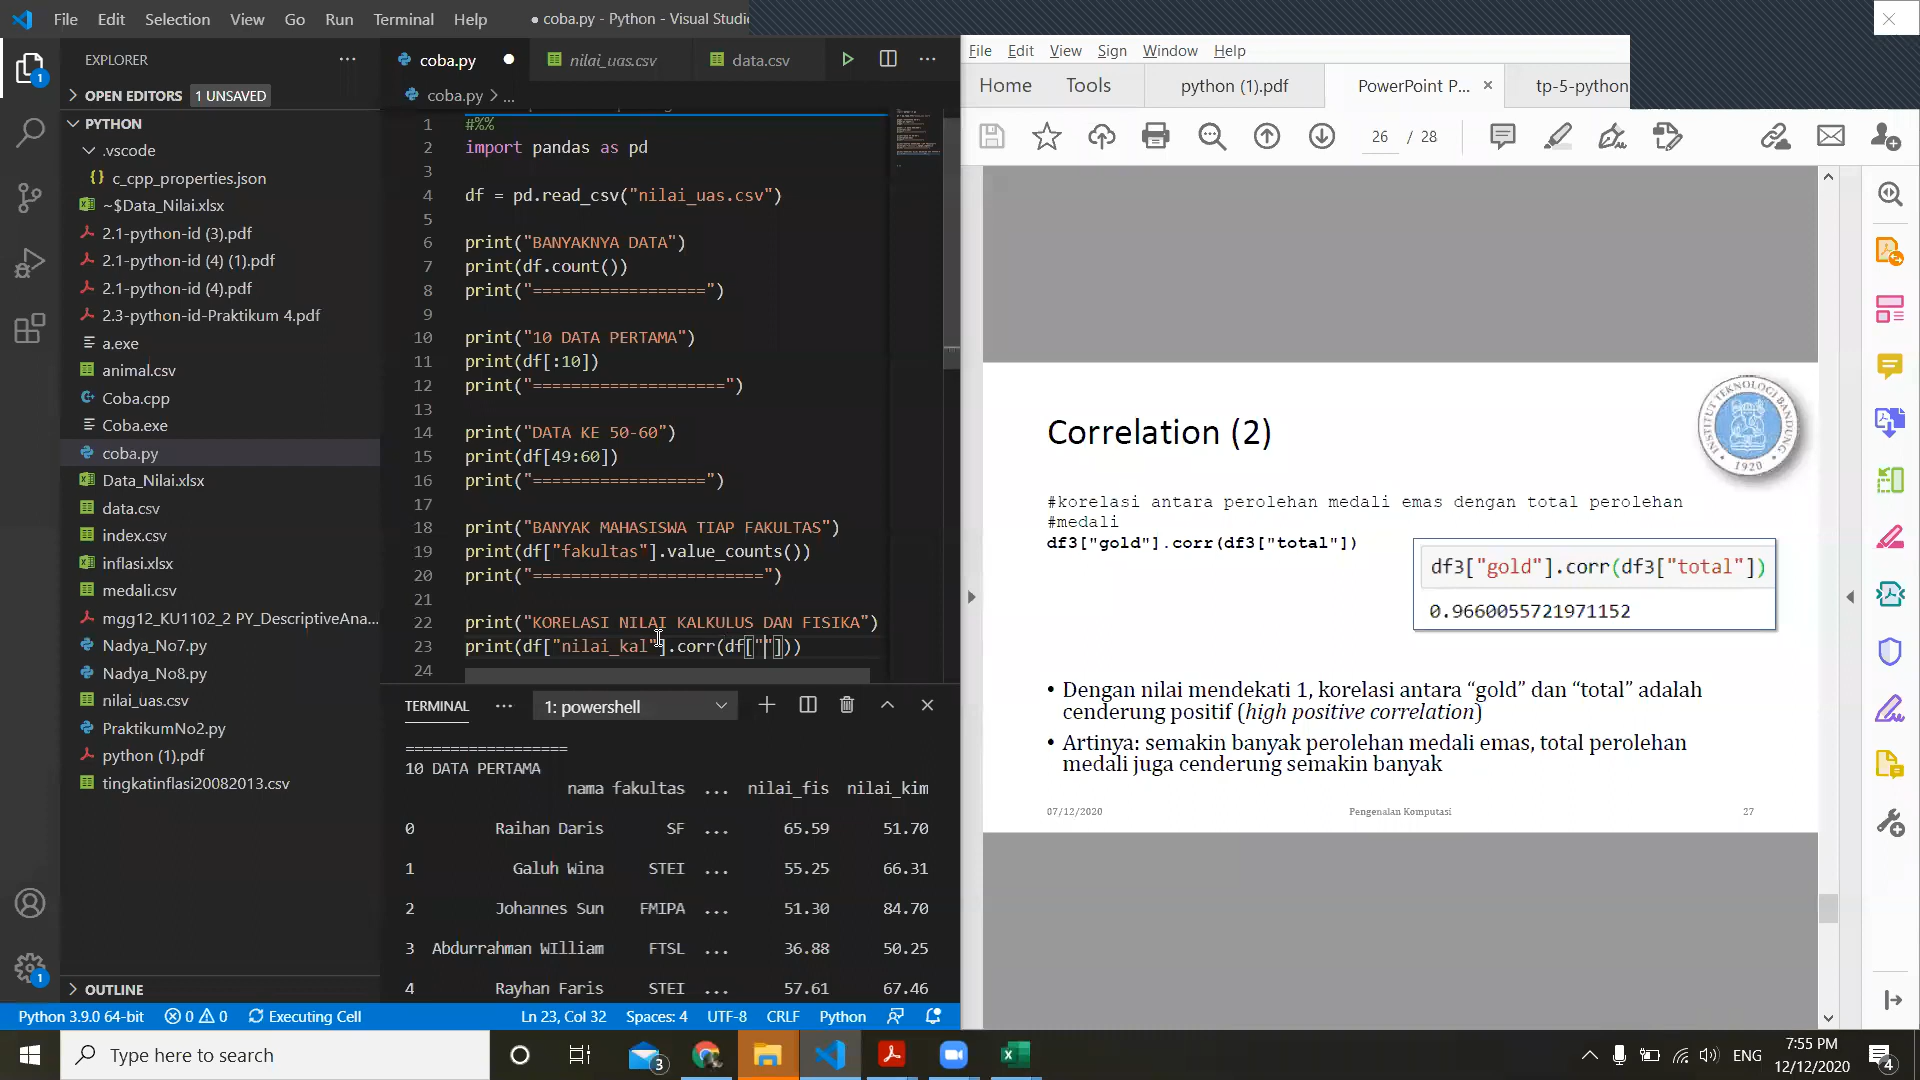 File Edit Selection View Go Run Terminal Help
● coba.py - Python - Visual Studio
EXPLORER ...
OPEN EDITORS 1 UNSAVED
PYTHON
.vscode
{} c_cpp_properties.json
~$Data_Nilai.xlsx
2.1-python-id (3).pdf
2.1-python-id (4) (1).pdf
2.1-python-id (4).pdf
2.3-python-id-Praktikum 4.pdf
a.exe
animal.csv
Coba.cpp
Coba.exe
coba.py
Data_Nilai.xlsx
data.csv
index.csv
inflasi.xlsx
medali.csv
mgg12_KU1102_2 PY_DescriptiveAna...
Nadya_No7.py
Nadya_No8.py
nilai_uas.csv
PraktikumNo2.py
python (1).pdf
tingkatinflasi20082013.csv
OUTLINE
1
1
coba.py ● nilai_uas.csv data.csv
coba.py > ...
1 #%%
2 import pandas as pd
3
4 df = pd.read_csv("nilai_uas.csv")
5
6 print("BANYAKNYA DATA")
7 print(df.count())
8 print("==================")
9
10 print("10 DATA PERTAMA")
11 print(df[:10])
12 print("====================")
13
14 print("DATA KE 50-60")
15 print(df[49:60])
16 print("==================")
17
18 print("BANYAK MAHASISWA TIAP FAKULTAS")
19 print(df["fakultas"].value_counts())
20 print("========================")
21
22 print("KORELASI NILAI KALKULUS DAN FISIKA")
23 print(df["nilai_kal"].corr(df[""]))
24
TERMINAL ... 1: powershell
==================
10 DATA PERTAMA
nama fakultas ... nilai_fis nilai_kim
0 Raihan Daris SF ... 65.59 51.70
1 Galuh Wina STEI ... 55.25 66.31
2 Johannes Sun FMIPA ... 51.30 84.70
3 Abdurrahman WIlliam FTSL ... 36.88 50.25
4 Rayhan Faris STEI ... 57.61 67.46
Python 3.9.0 64-bit 0 0 Executing Cell Ln 23, Col 32 Spaces: 4 UTF-8 CRLF Python
File Edit View Sign Window Help
Home Tools python (1).pdf PowerPoint P... × tp-5-python
26 / 28
Correlation (2)
INSTITUT TEKNOLOGI BANDUNG
1920
#korelasi antara perolehan medali emas dengan total perolehan
#medali
df3["gold"].corr(df3["total"])
df3["gold"].corr(df3["total"])
0.9660055721971152
• Dengan nilai mendekati 1, korelasi antara “gold” dan “total” adalah
cenderung positif (high positive correlation)
• Artinya: semakin banyak perolehan medali emas, total perolehan
medali juga cenderung semakin banyak
07/12/2020 Pengenalan Komputasi 27
Type here to search
3
ENG
7:55 PM
12/12/2020
4